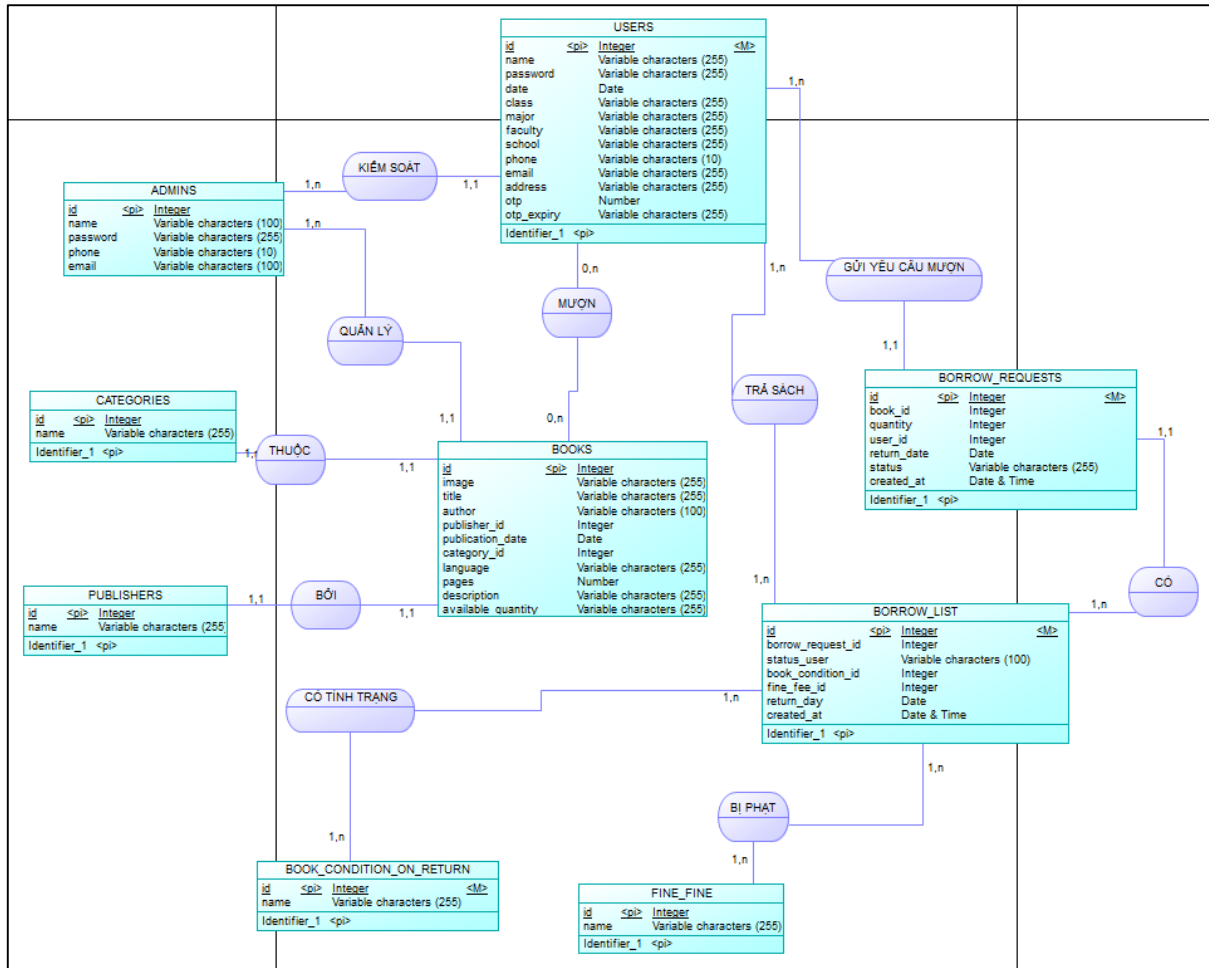 USERS
id <pi> Integer <M>
name Variable characters (255)
password Variable characters (255)
date Date
class Variable characters (255)
major Variable characters (255)
faculty Variable characters (255)
school Variable characters (255)
phone Variable characters (10)
email Variable characters (255)
address Variable characters (255)
otp Number
otp_expiry Variable characters (255)
Identifier_1 <pi>
1,n
KIỂM SOÁT
1,n
1,1
ADMINS
id <pi> Integer
name Variable characters (100)
password Variable characters (255)
phone Variable characters (10)
email Variable characters (100)
1,n
0,n
1,n
GỬI YÊU CẦU MƯỢN
MƯỢN
QUẢN LÝ
1,1
TRẢ SÁCH
BORROW_REQUESTS
id <pi> Integer <M>
book_id Integer
quantity Integer
user_id Integer
return_date Date
status Variable characters (255)
created_at Date & Time
Identifier_1 <pi>
1,1
CATEGORIES
id <pi> Integer
name Variable characters (255)
Identifier_1 <pi>
1,1
THUỘC
1,1
1,1
0,n
BOOKS
id <pi> Integer
image Variable characters (255)
title Variable characters (255)
author Variable characters (100)
publisher_id Integer
publication_date Date
category_id Integer
language Variable characters (255)
pages Number
description Variable characters (255)
available_quantity Variable characters (255)
1,n
CÓ
PUBLISHERS
id <pi> Integer
name Variable characters (255)
Identifier_1 <pi>
1,1
BỞI
1,1
1,n
BORROW_LIST
id <pi> Integer <M>
borrow_request_id Integer
status_user Variable characters (100)
book_condition_id Integer
fine_fee_id Integer
return_day Date
created_at Date & Time
Identifier_1 <pi>
CÓ TÌNH TRẠNG
1,n
1,n
BỊ PHẠT
1,n
1,n
BOOK_CONDITION_ON_RETURN
id <pi> Integer <M>
name Variable characters (255)
Identifier_1 <pi>
FINE_FINE
id <pi> Integer
name Variable characters (255)
Identifier_1 <pi>